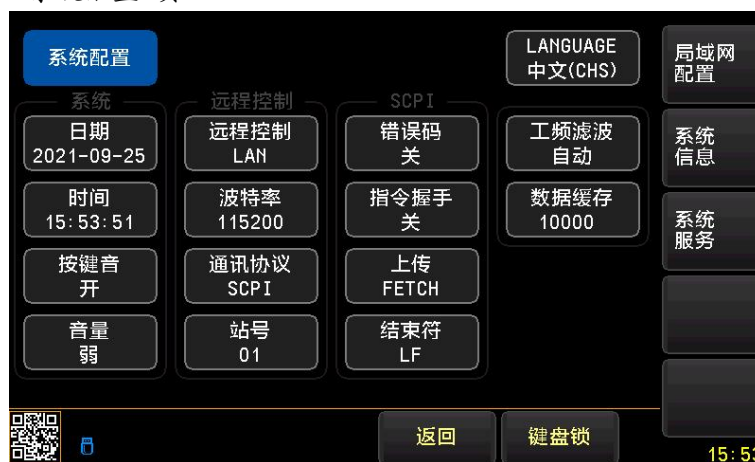 系统配置
LANGUAGE
中文(CHS)
局域网
配置
系统
远程控制
SCPI
日期
2021-09-25
远程控制
LAN
错误码
关
工频滤波
自动
系统
信息
时间
15:53:51
波特率
115200
指令握手
关
数据缓存
10000
系统
服务
按键音
开
通讯协议
SCPI
上传
FETCH
音量
弱
站号
01
结束符
LF
返回
键盘锁
15:53